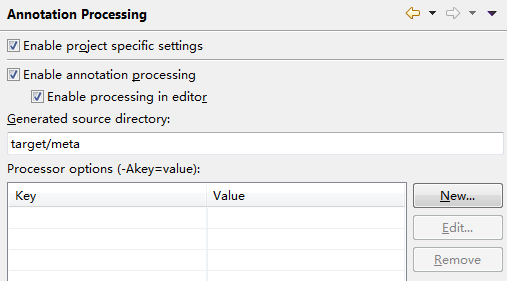 Annotation Processing
Enable project specific settings
Enable annotation processing
Enable processing in editor
Generated source directory:
target/meta
Processor options (-Akey=value):
Key Value
New...
Edit...
Remove